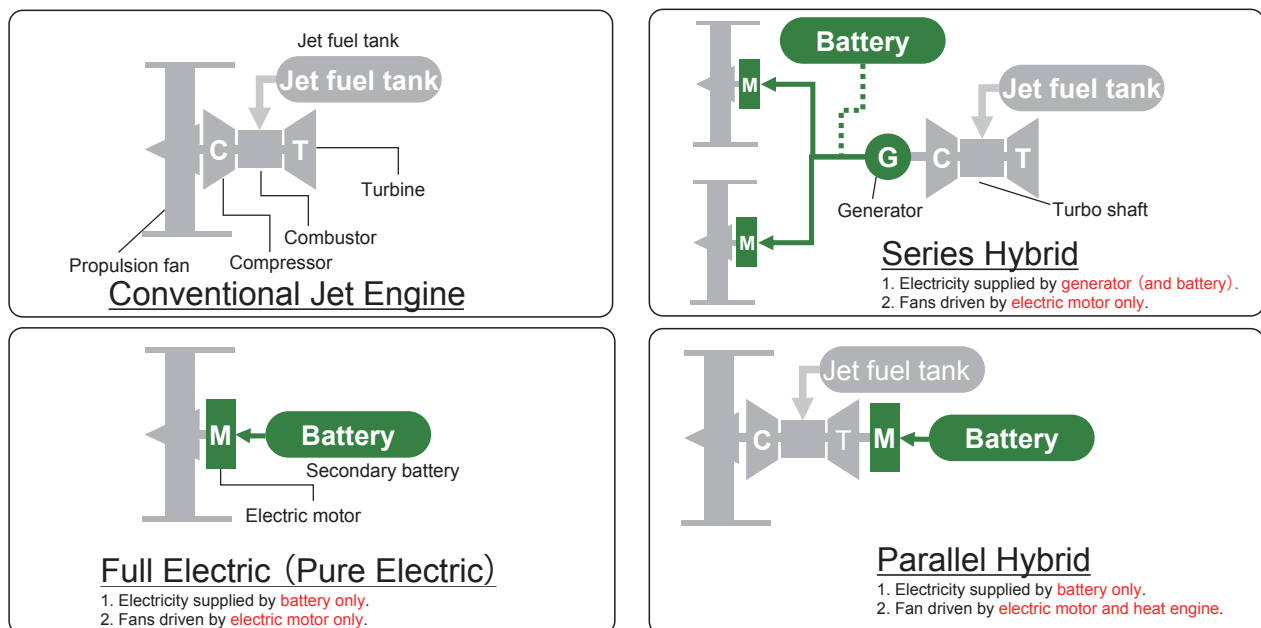 Jet fuel tank
Jet fuel tank
C
T
Turbine
Combustor
Propulsion fan
Compressor
Conventional Jet Engine
Battery
M
Jet fuel tank
G
C
T
Generator
Turbo shaft
M
Series Hybrid
1. Electricity supplied by generator (and battery).
2. Fans driven by electric motor only.
M
Battery
Secondary battery
Electric motor
Full Electric (Pure Electric)
1. Electricity supplied by battery only.
2. Fans driven by electric motor only.
Jet fuel tank
C
T
M
Battery
Parallel Hybrid
1. Electricity supplied by battery only.
2. Fan driven by electric motor and heat engine.